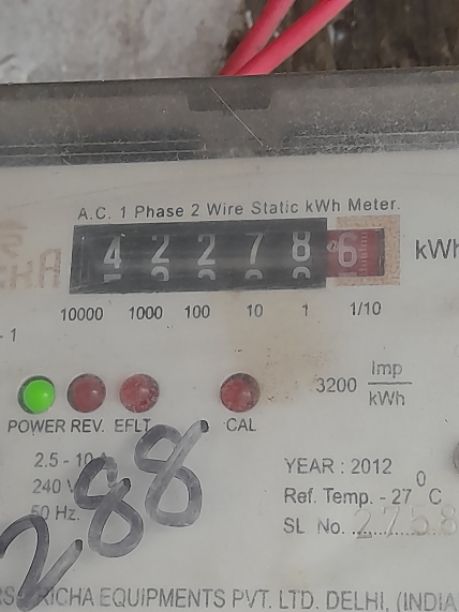 A.C. 1 Phase 2 Wire Static kWh Meter.
4 2 2 7 8 6 kWh
10000 1000 100 10 1 1/10
- 1
3200 Imp/kWh
POWER REV. EFLT. CAL
2.5 - 10
240
50 Hz.
288
YEAR : 2012
Ref. Temp. - 27 0 C
SL No. 2758
RICHA EQUIPMENTS PVT. LTD. DELHI, (INDIA